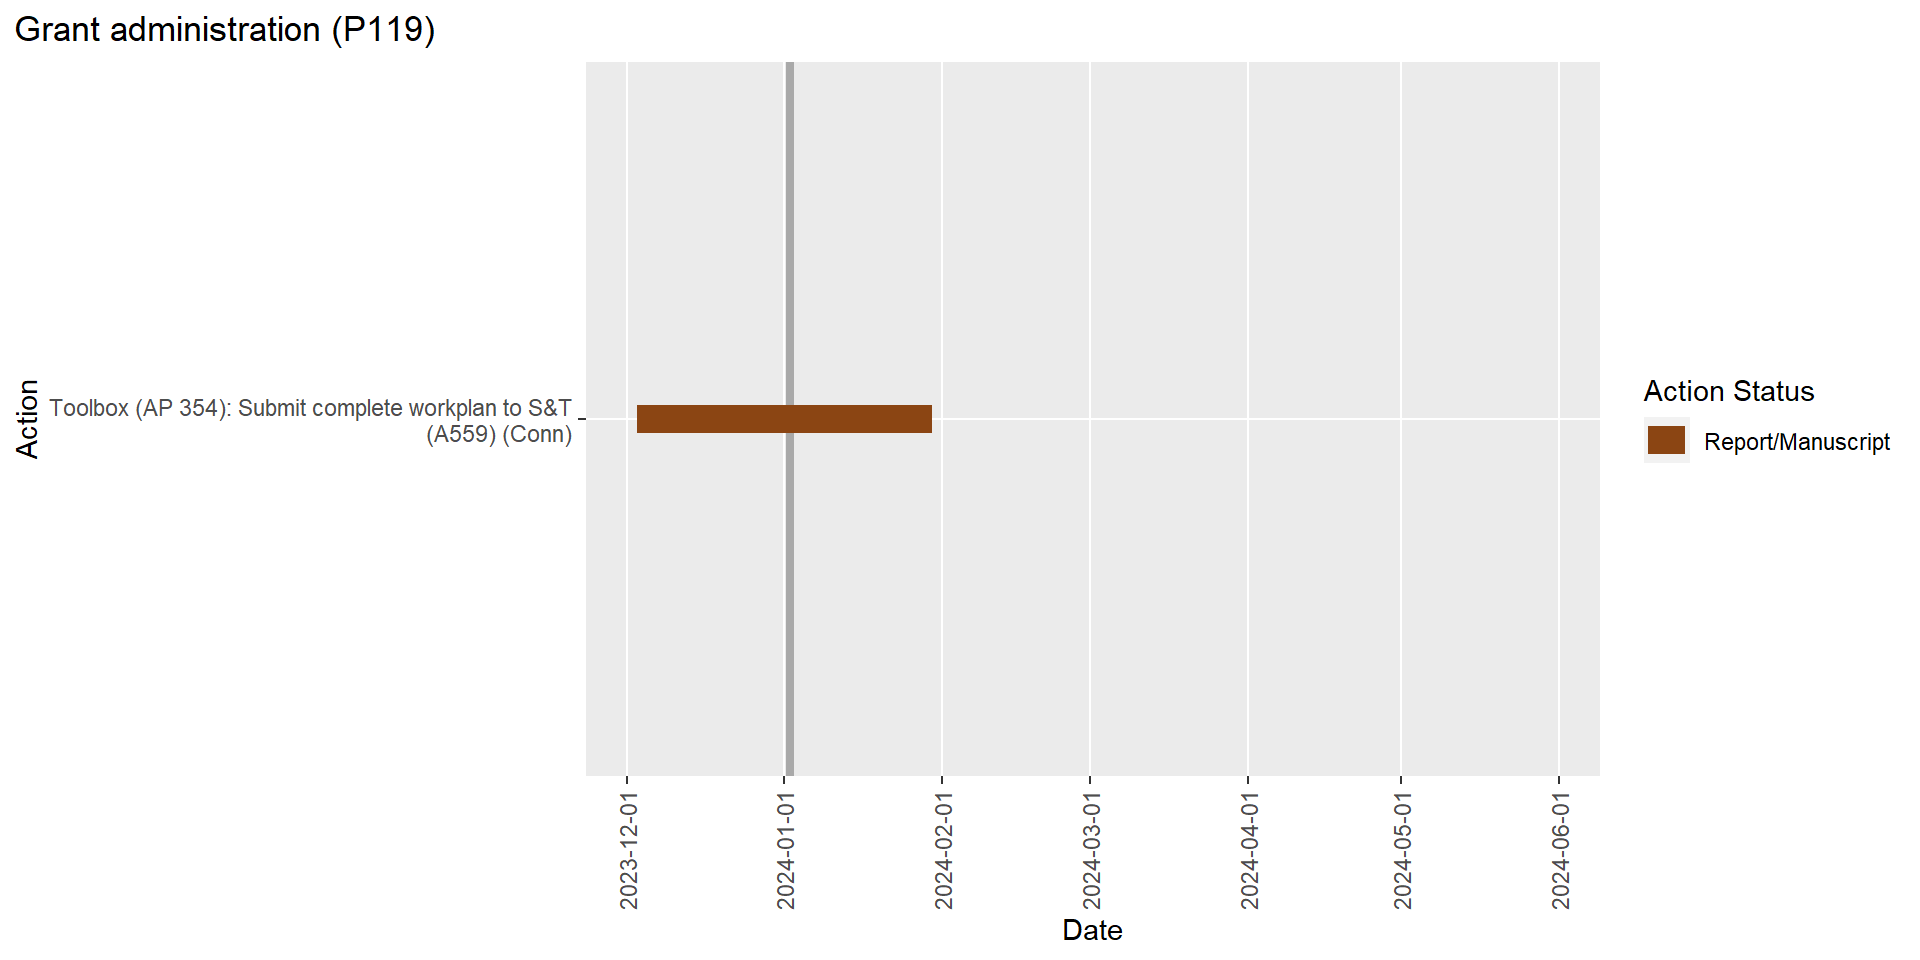 Grant administration (P119)
Action
Toolbox (AP 354): Submit complete workplan to S&T
(A559) (Conn)
Action Status
Report/Manuscript
2023-12-01
2024-01-01
2024-02-01
2024-03-01
2024-04-01
2024-05-01
2024-06-01
Date